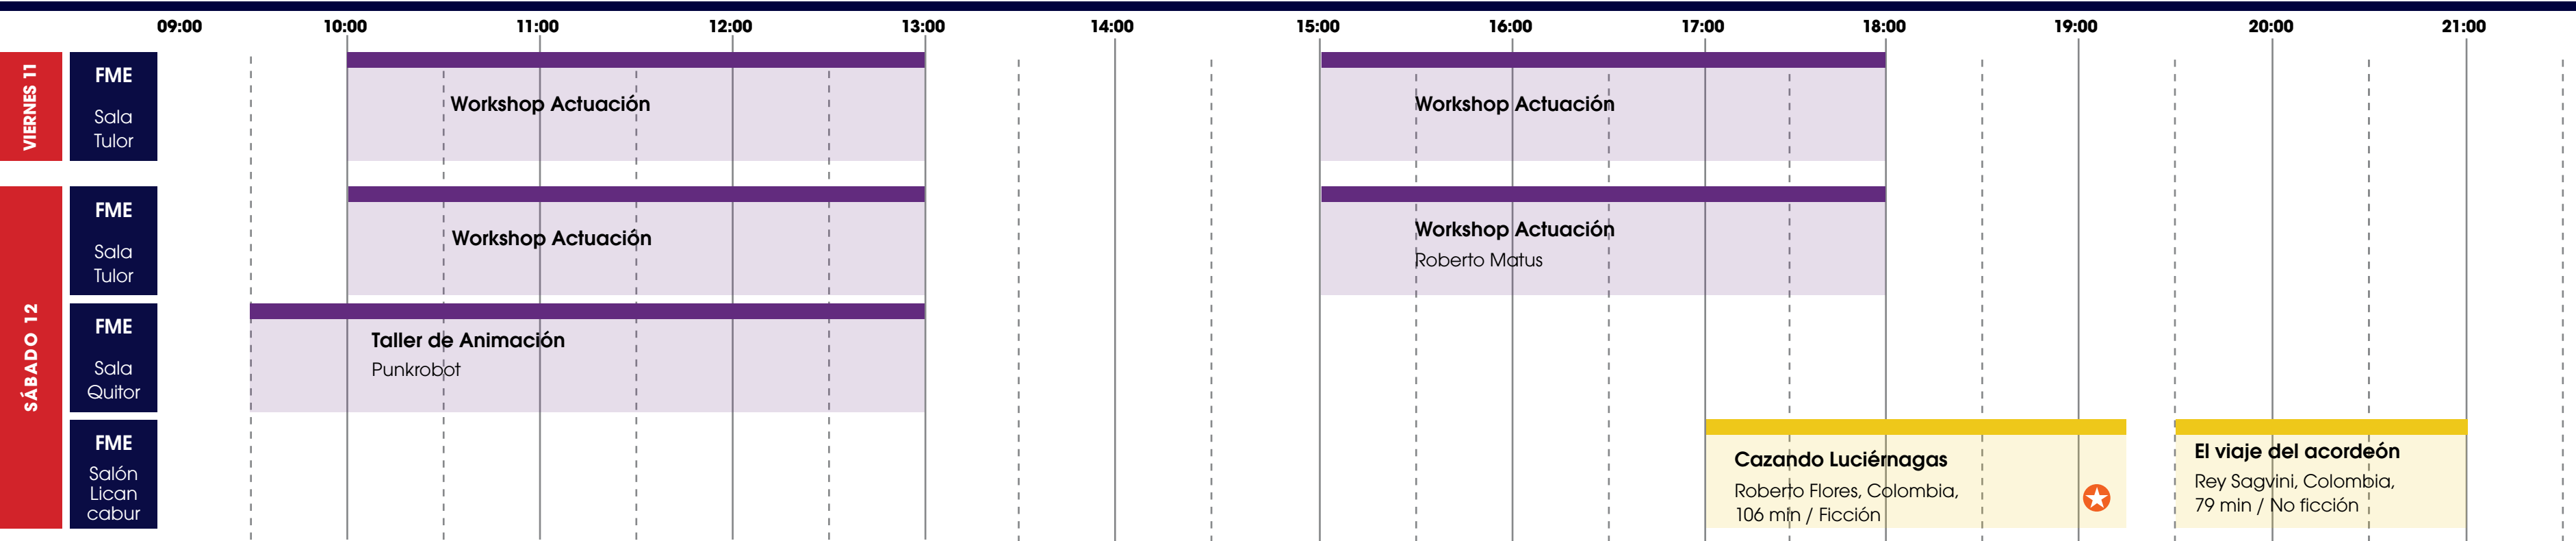 09:00 10:00 11:00 12:00 13:00 14:00 15:00 16:00 17:00 18:00 19:00 20:00 21:00
VIERNES 11
FME
Sala
Tulor
Workshop Actuación
Workshop Actuación
SÁBADO 12
FME
Sala
Tulor
Workshop Actuación
Workshop Actuación
Roberto Matus
FME
Sala
Quitor
Taller de Animación
Punkrobot
FME
Salón
Lican
cabur
Cazando Luciérnagas
Roberto Flores, Colombia,
106 min / Ficción
El viaje del acordeón
Rey Sagvini, Colombia,
79 min / No ficción